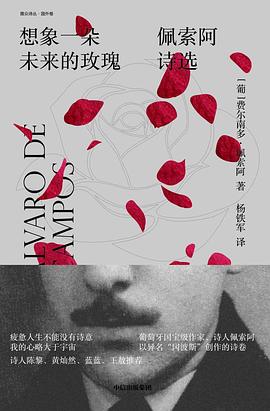 雅众诗丛·国外卷
想象一朵
未来的玫瑰
佩索阿
诗选
[葡] 费尔南多·佩索阿 著
杨铁军 译
ÁLVARO DE
CAMPOS
疲惫人生不能没有诗意
我的心略大于宇宙
葡萄牙国宝级作家、诗人佩索阿
以异名“冈波斯”创作的诗卷
诗人陈黎、黄灿然、蓝蓝、王敖推荐
中信出版集团